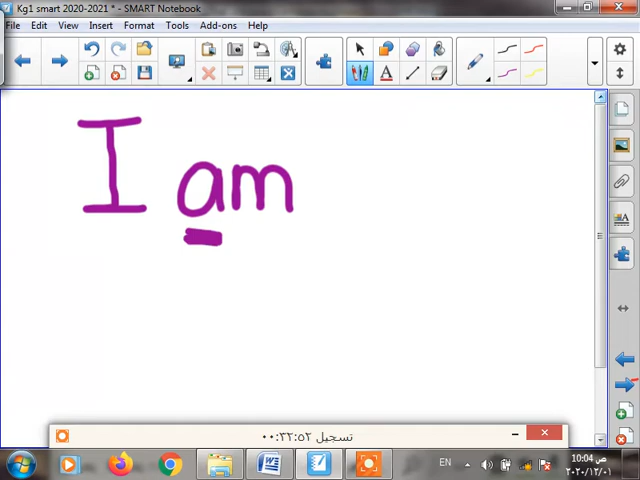 Kg1 smart 2020-2021 * - SMART Notebook
File Edit View Insert Format Tools Add-ons Help
I am
تسجيل ٠٠:٣٢:٥٢
EN
10:04 ص
٢٠٢٠/١٢/٠١